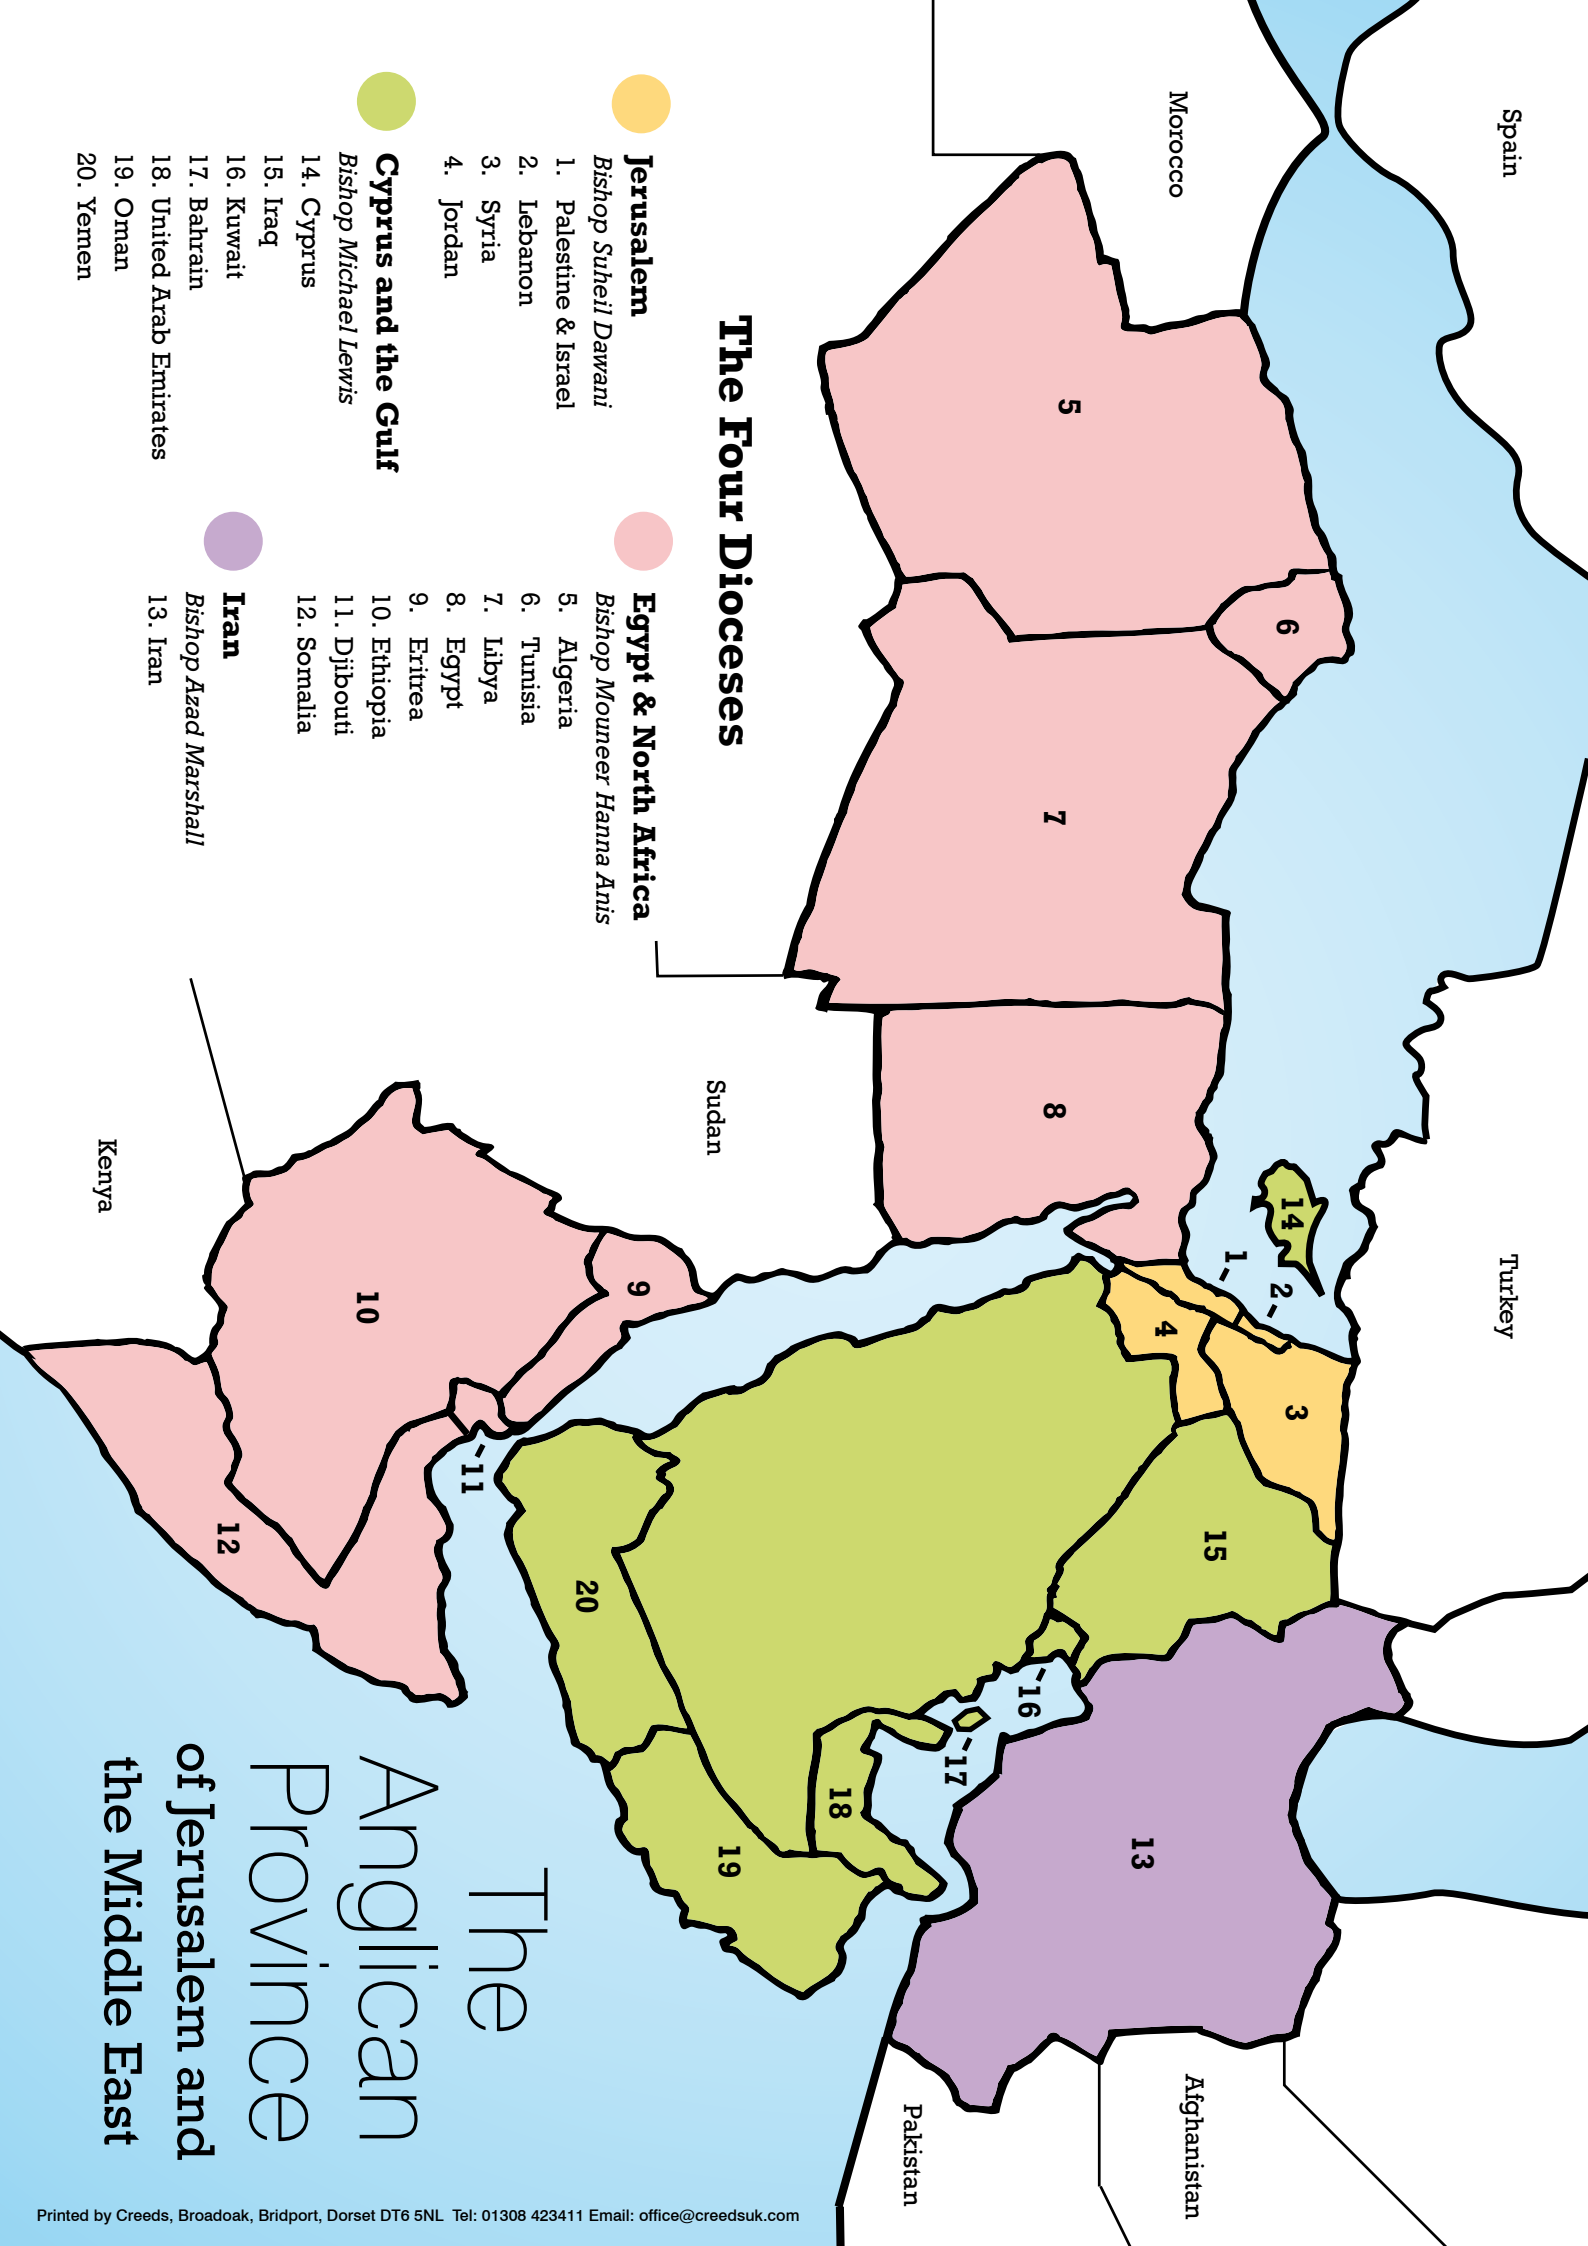 The Four Dioceses
Jerusalem
Bishop Suheil Dawani
1. Palestine & Israel
2. Lebanon
3. Syria
4. Jordan
Cyprus and the Gulf
Bishop Michael Lewis
14. Cyprus
15. Iraq
16. Kuwait
17. Bahrain
18. United Arab Emirates
19. Oman
20. Yemen
Egypt & North Africa
Bishop Mouneer Hanna Anis
5. Algeria
6. Tunisia
7. Libya
8. Egypt
9. Eritrea
10. Ethiopia
11. Djibouti
12. Somalia
Iran
Bishop Azad Marshall
13. Iran
Spain
Morocco
Turkey
Sudan
Kenya
Afghanistan
Pakistan
5
6
7
8
14
1
2
3
4
15
13
16
17
18
19
20
9
10
11
12
The
Anglican
Province
of Jerusalem and
the Middle East
Printed by Creeds, Broadoak, Bridport, Dorset DT6 5NL Tel: 01308 423411 Email: office@creedsuk.com